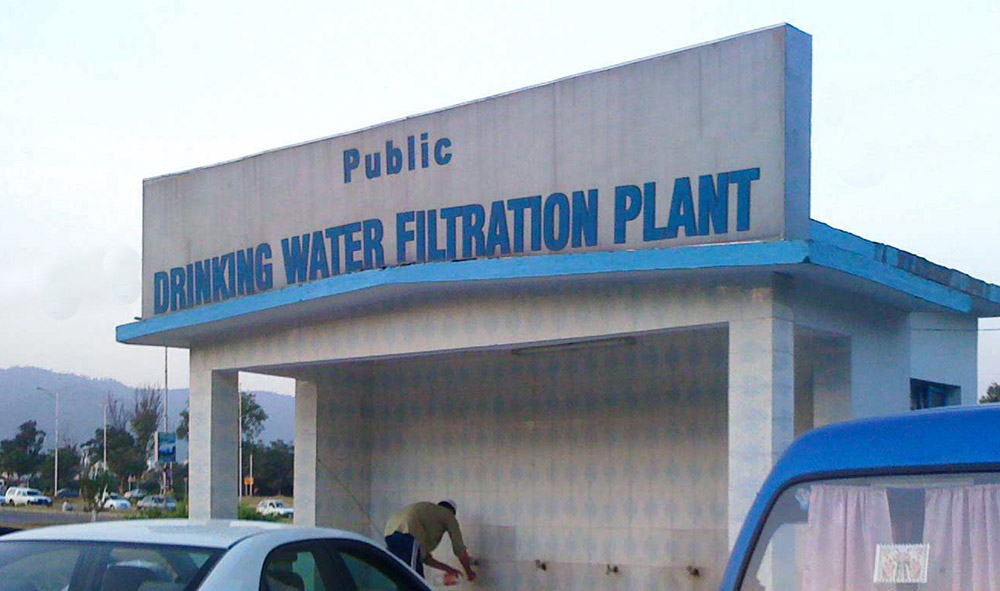 Public
DRINKING WATER FILTRATION PLANT